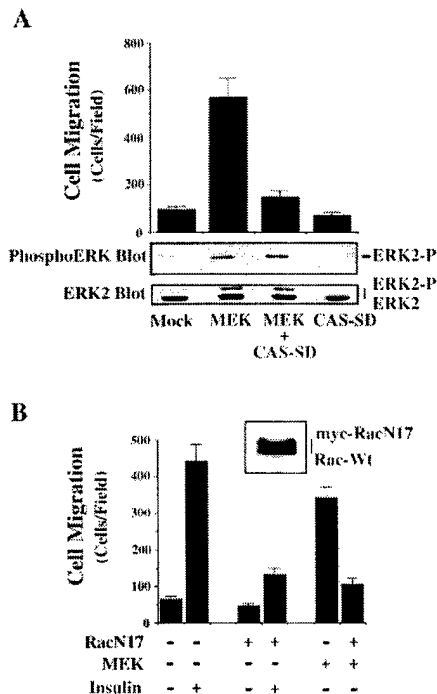 A
800
600
400
200
0
Cell Migration
(Cells/Field)
PhosphoERK Blot
ERK2-P
ERK2 Blot
ERK2-P
ERK2
Mock MEK MEK + CAS-SD CAS-SD
B
500
400
300
200
100
0
Cell Migration
(Cells/Field)
myc-RacN17
Rac-Wt
RacN17 - - + + - +
MEK - - - - + +
Insulin - + - + - -